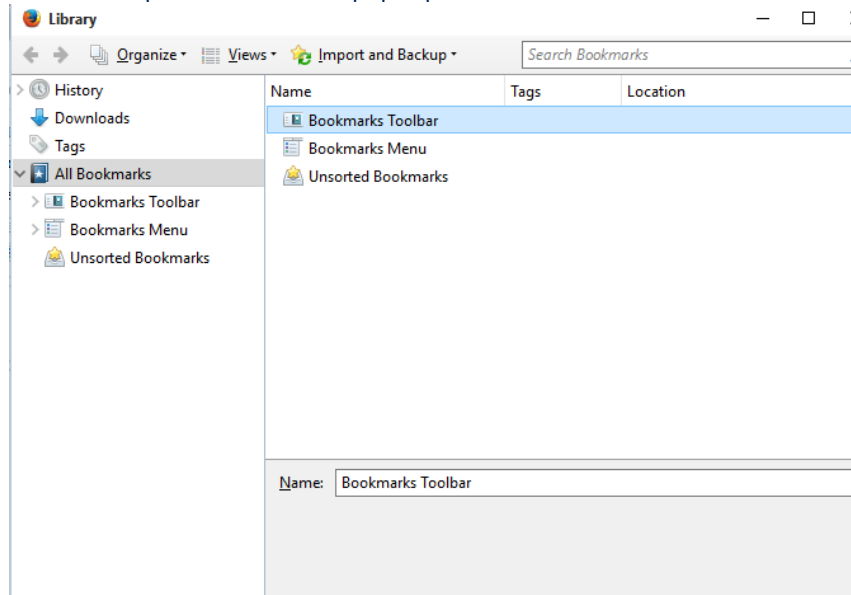 Library
Organize Views Import and Backup Search Bookmarks
History
Downloads
Tags
All Bookmarks
Bookmarks Toolbar
Bookmarks Menu
Unsorted Bookmarks
Name Tags Location
Bookmarks Toolbar
Bookmarks Menu
Unsorted Bookmarks
Name: Bookmarks Toolbar